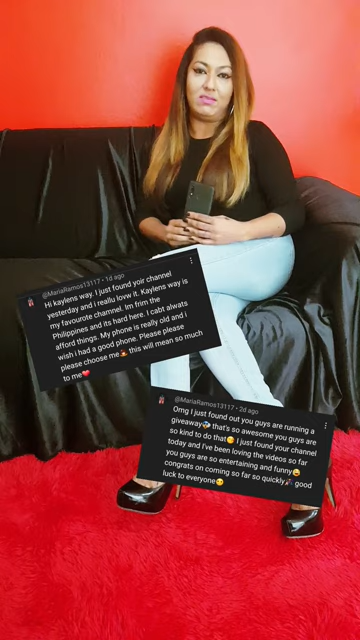 @MariaRamos13117 • 1d ago
Hi kaylens way. I just found yoir channel
yesterday and i reallu lovw it. Kaylens way is
my favourote channel. Im frim the
Philippines and its hard here. I cabt alwats
afford things. My phone is really pld and i
wish i had a good phone. Please please
please choose me🙏 this will mean so much
to me❤️
@MariaRamos13117 • 2d ago
Omg I just found out you guys are running a
giveaway that's so awesome you guys are
so kind to do that I just found your channel
today and I've been loving the videos so far
you guys are so entertaining and funny
congrats on coming so far so quickly🎉 good
luck to everyone